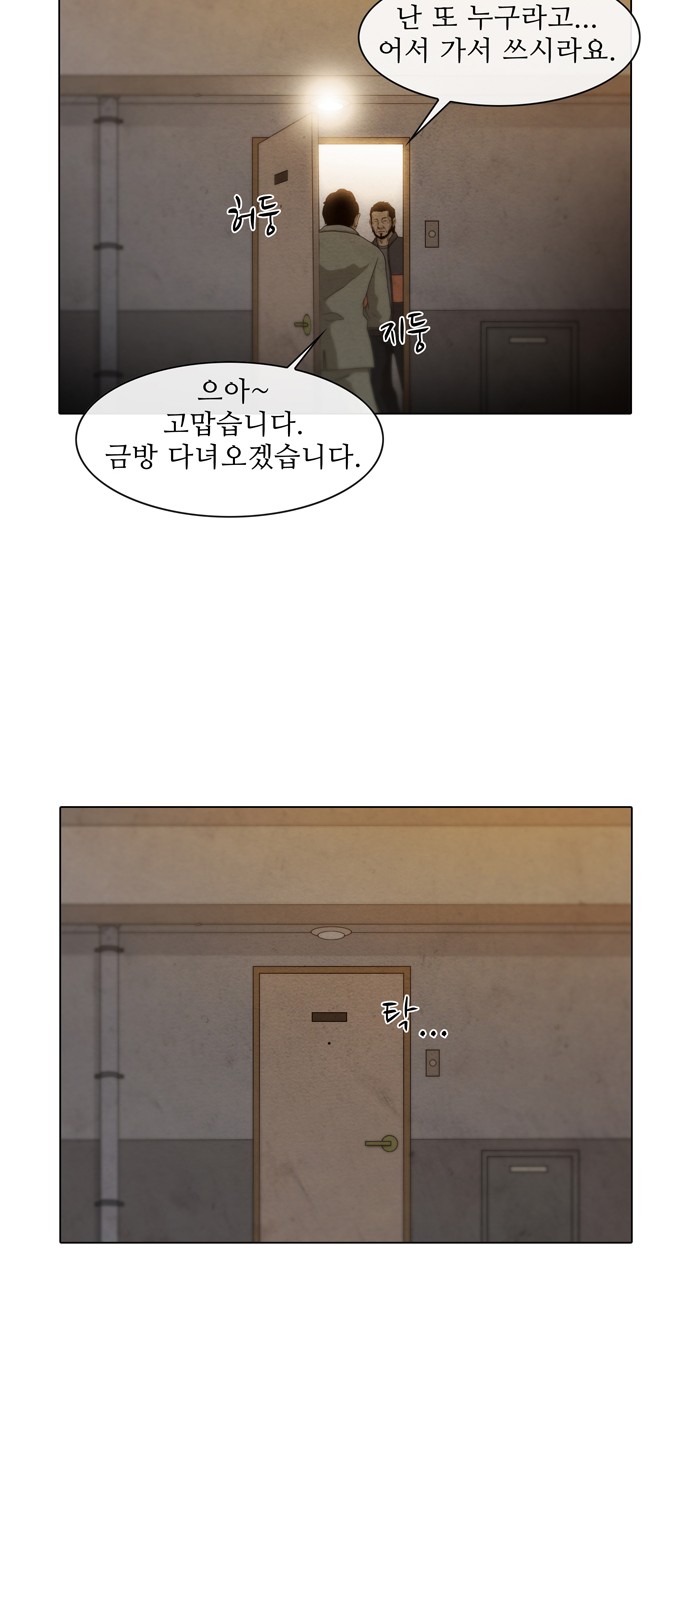 난 또 누구라고...
어서 가서 쓰시라요.
허둥
지둥
으아~
고맙습니다.
금방 다녀오겠습니다.
탁...